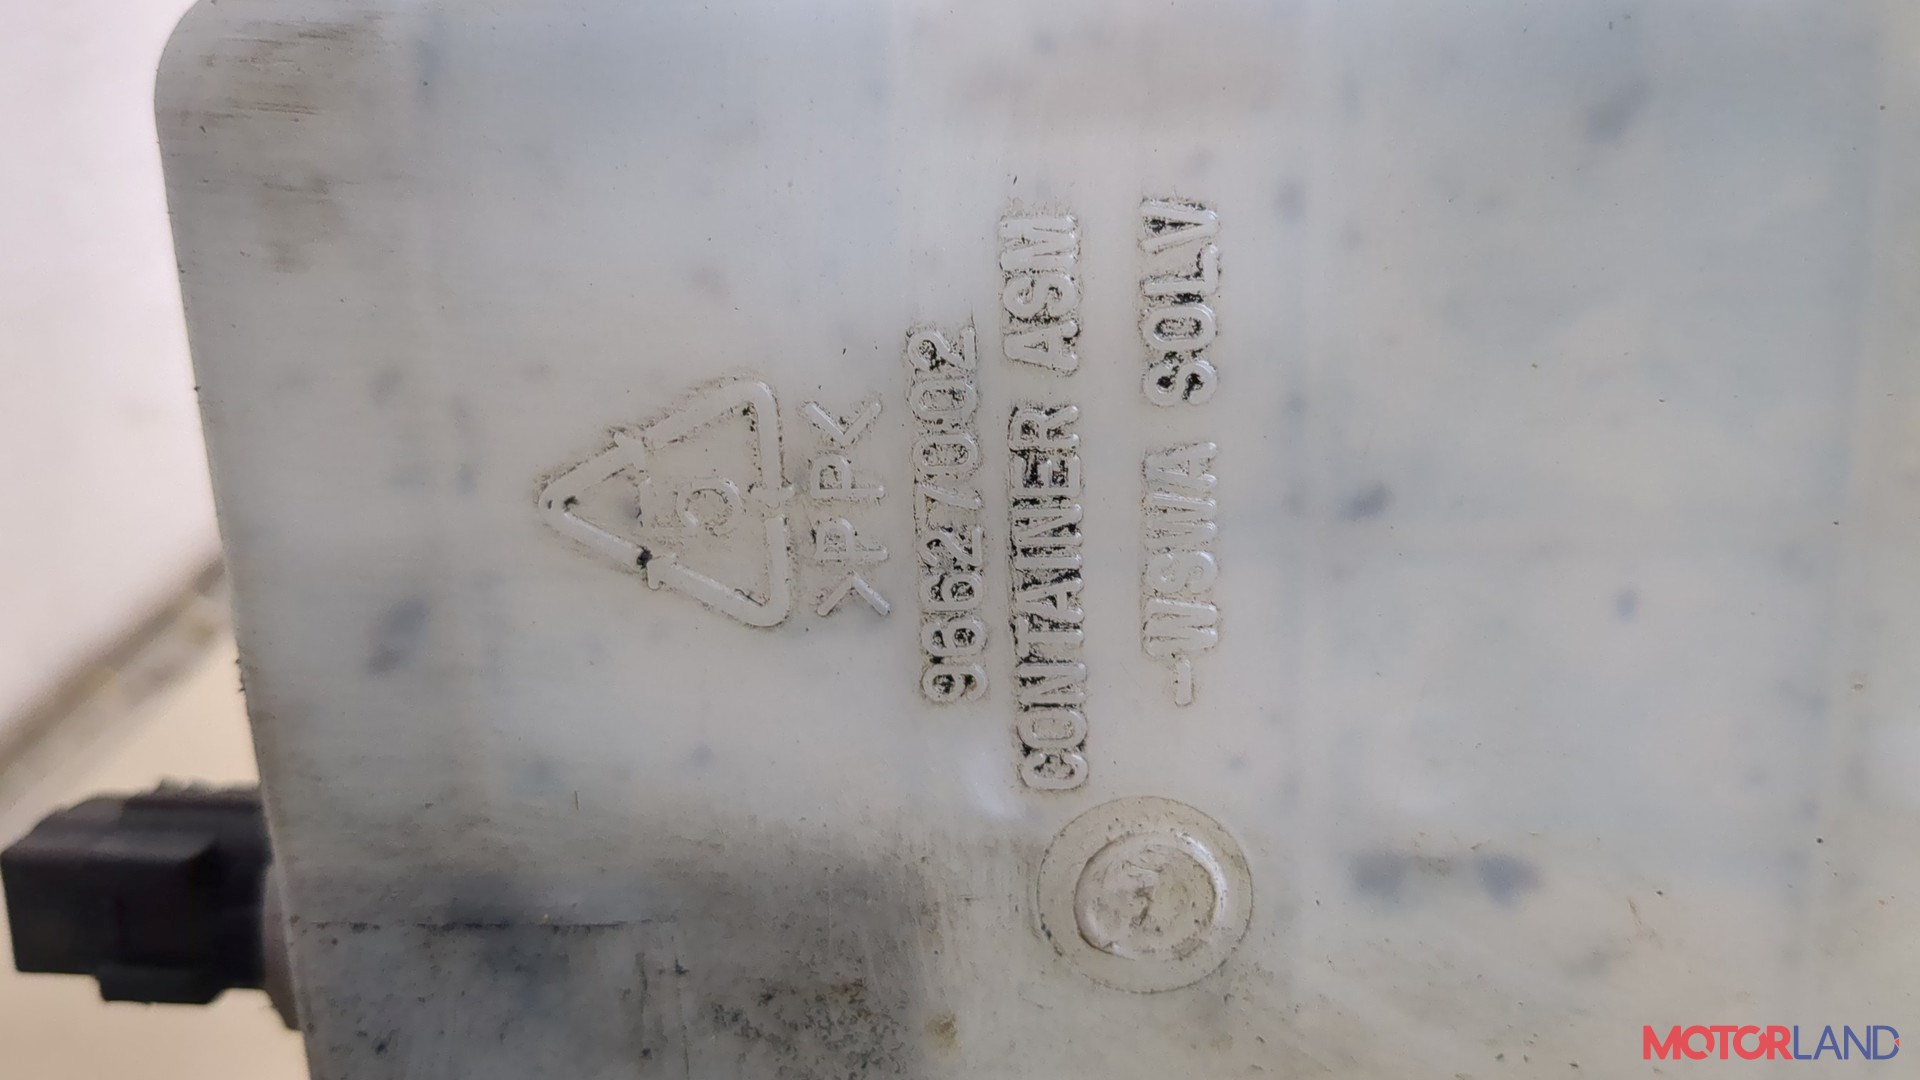 5
>PP<
96627002
CONTAINER ASM
-WSWA SOLV
MOTORLAND